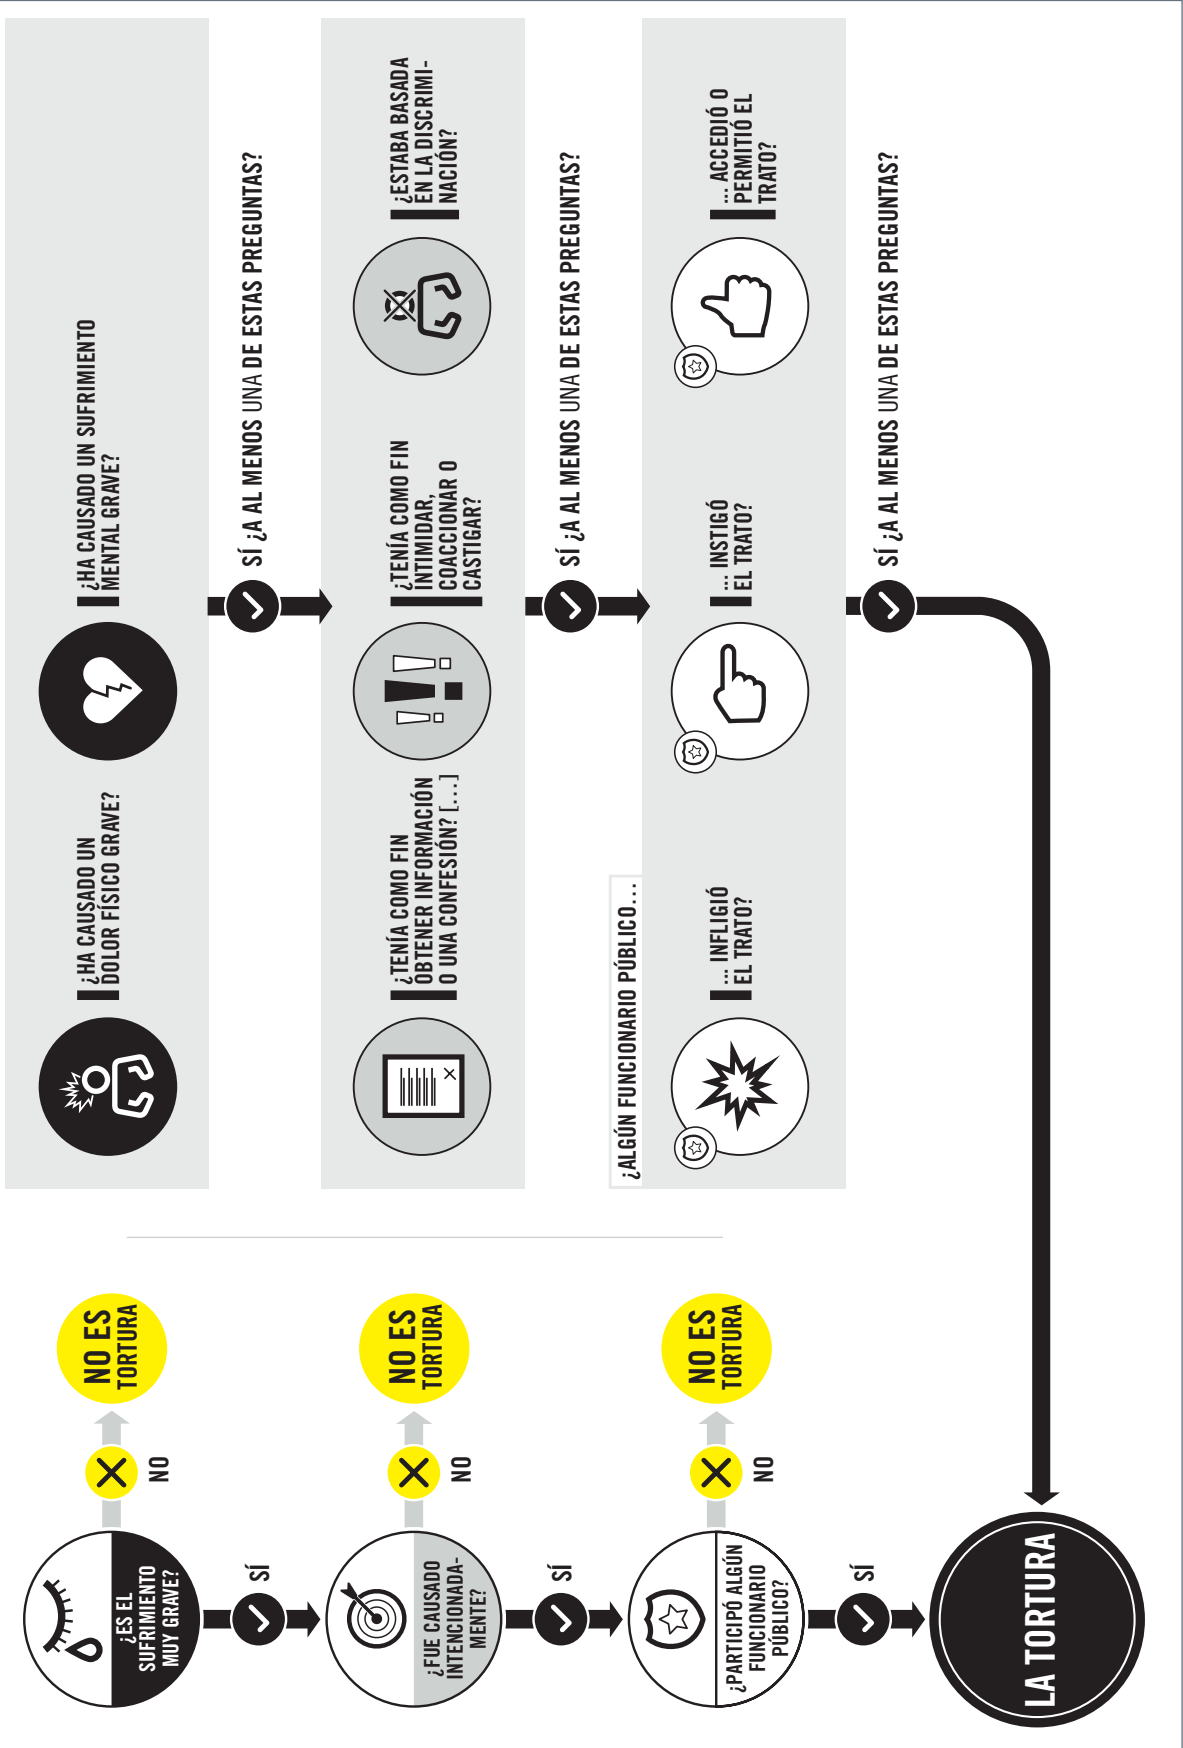 ¿ES EL
SUFRIMIENTO
MUY GRAVE?
NO
NO ES
TORTURA
¿HA CAUSADO UN
DOLOR FÍSICO GRAVE?
¿HA CAUSADO UN SUFRIMIENTO
MENTAL GRAVE?
SÍ
SÍ ¿A AL MENOS UNA DE ESTAS PREGUNTAS?
¿FUE CAUSADO
INTENCIONADA-
MENTE?
NO
NO ES
TORTURA
¿TENÍA COMO FIN
OBTENER INFORMACIÓN
O UNA CONFESIÓN? [...]
¿TENÍA COMO FIN
INTIMIDAR,
COACCIONAR O
CASTIGAR?
¿ESTABA BASADA
EN LA DISCRIMI-
NACIÓN?
SÍ
SÍ ¿A AL MENOS UNA DE ESTAS PREGUNTAS?
¿PARTICIPÓ ALGÚN
FUNCIONARIO
PÚBLICO?
NO
NO ES
TORTURA
¿ALGÚN FUNCIONARIO PÚBLICO...
... INFLIGIÓ
EL TRATO?
... INSTIGÓ
EL TRATO?
... ACCEDIÓ O
PERMITIÓ EL
TRATO?
SÍ
SÍ ¿A AL MENOS UNA DE ESTAS PREGUNTAS?
LA TORTURA